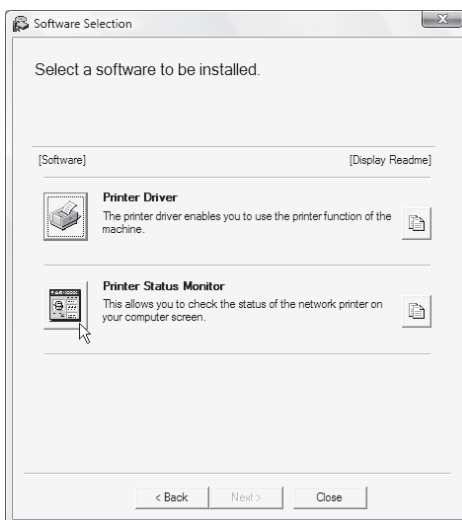 Software Selection
X
Select a software to be installed.
[Software] [Display Readme]
Printer Driver
The printer driver enables you to use the printer function of the
machine.
Printer Status Monitor
This allows you to check the status of the network printer on
your computer screen.
< Back Next > Close